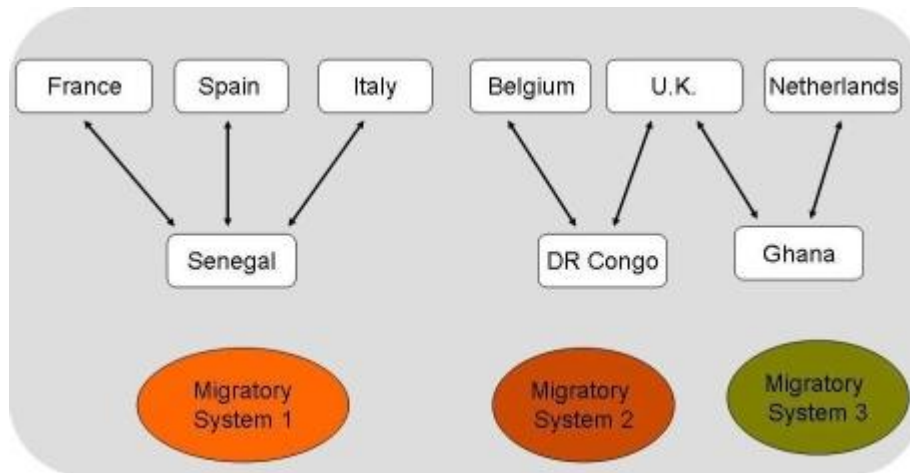 France
Spain
Italy
Belgium
U.K.
Netherlands
Senegal
DR Congo
Ghana
Migratory
System 1
Migratory
System 2
Migratory
System 3